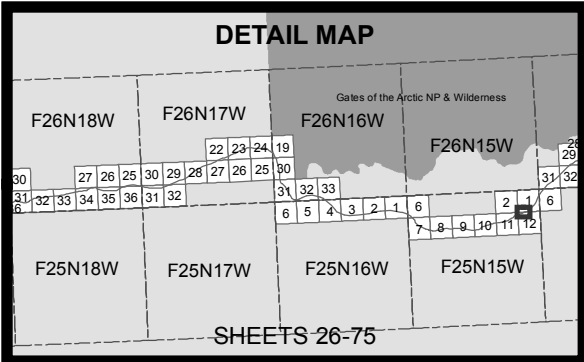 DETAIL MAP
Gates of the Arctic NP & Wilderness
F26N18W
F26N17W
F26N16W
F26N15W
22 23 24 19
28
29
30
27 26 25 30 29 28 27 26 25 30
31 32
31 32 33 34 35 36 31 32
31 32 33
6
6 5 4 3 2 1 6
2 1 6
7 8 9 10 11 12
F25N18W
F25N17W
F25N16W
F25N15W
SHEETS 26-75